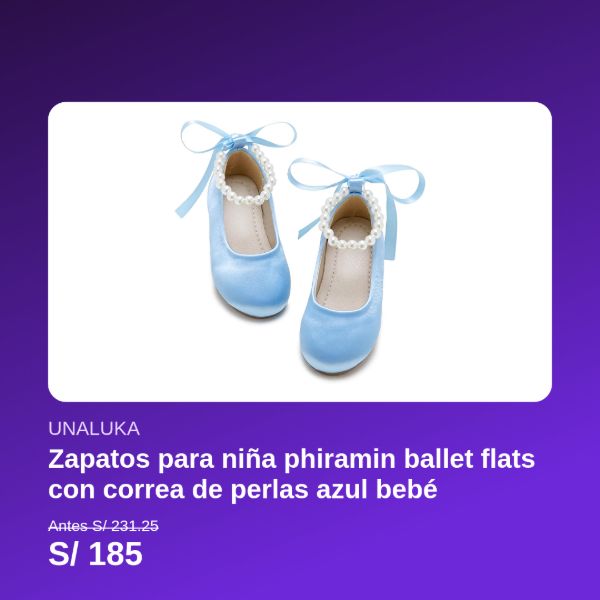 UNALUKA
Zapatos para niña phiramin ballet flats
con correa de perlas azul bebé
Antes S/ 231.25
S/ 185